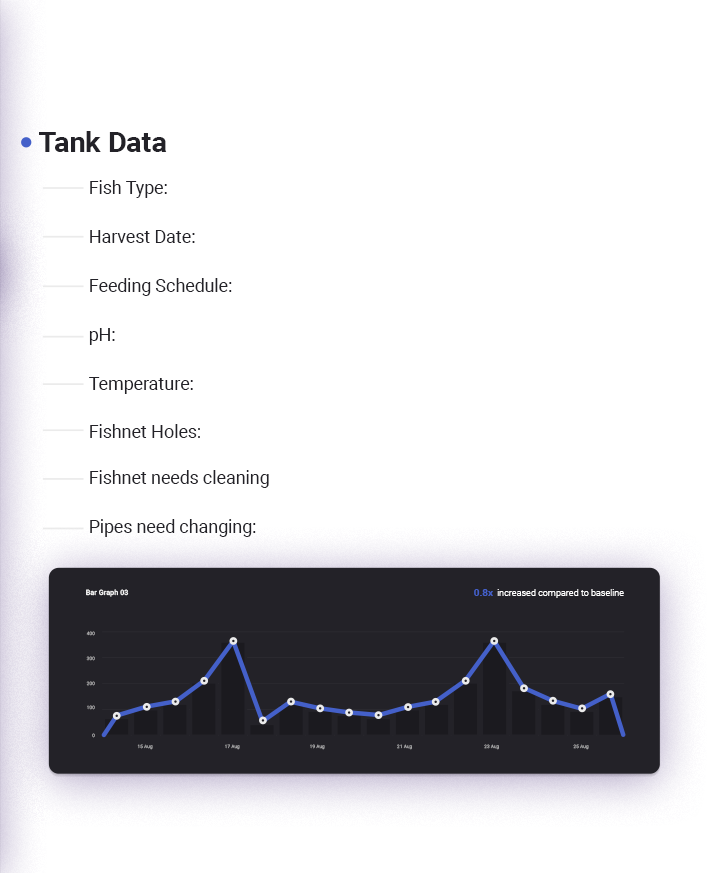 Tank Data
Fish Type:
Harvest Date:
Feeding Schedule:
pH:
Temperature:
Fishnet Holes:
Fishnet needs cleaning
Pipes need changing:
Bar Graph 03
0.8x increased compared to baseline
400
300
200
100
0
15 Aug
17 Aug
19 Aug
21 Aug
23 Aug
25 Aug